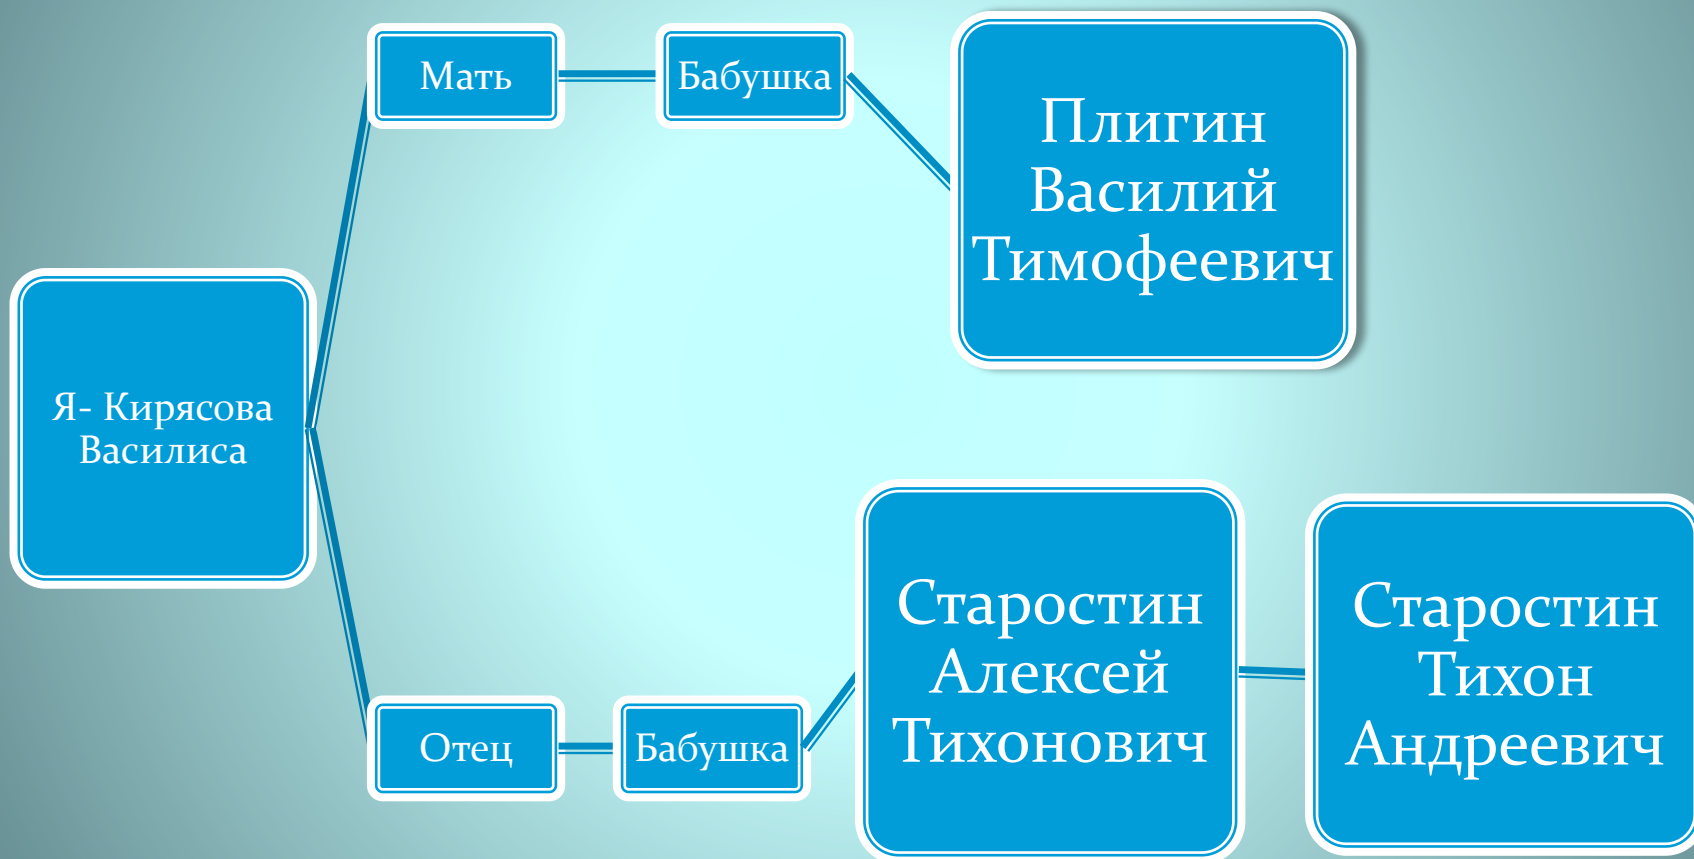 Мать
Бабушка
Плигин
Василий
Тимофеевич
Я- Кирясова
Василиса
Отец
Бабушка
Старостин
Алексей
Тихонович
Старостин
Тихон
Андреевич